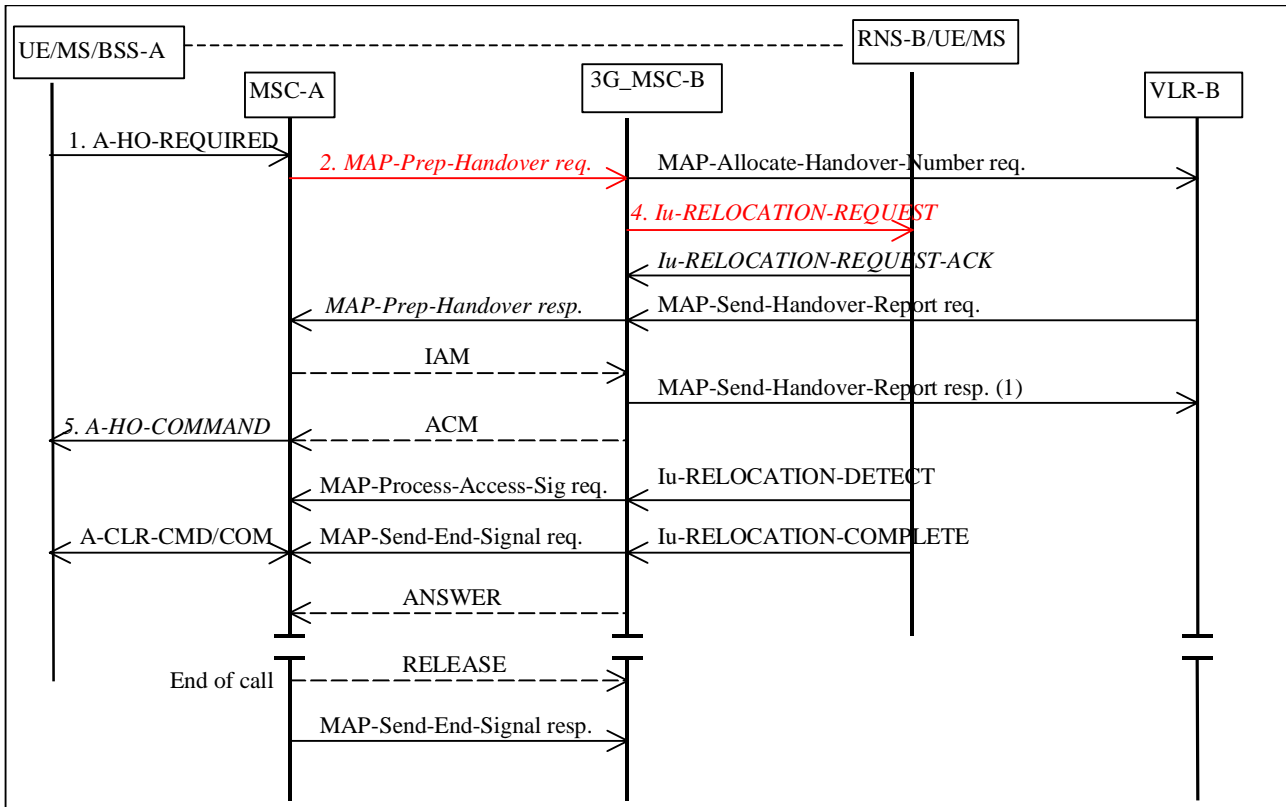 UE/MS/BSS-A
RNS-B/UE/MS
MSC-A
3G_MSC-B
VLR-B
1. A-HO-REQUIRED
2. MAP-Prep-Handover req.
MAP-Allocate-Handover-Number req.
4. Iu-RELOCATION-REQUEST
Iu-RELOCATION-REQUEST-ACK
MAP-Prep-Handover resp.
MAP-Send-Handover-Report req.
IAM
MAP-Send-Handover-Report resp. (1)
5. A-HO-COMMAND
ACM
MAP-Process-Access-Sig req.
Iu-RELOCATION-DETECT
A-CLR-CMD/COM
MAP-Send-End-Signal req.
Iu-RELOCATION-COMPLETE
ANSWER
End of call
RELEASE
MAP-Send-End-Signal resp.